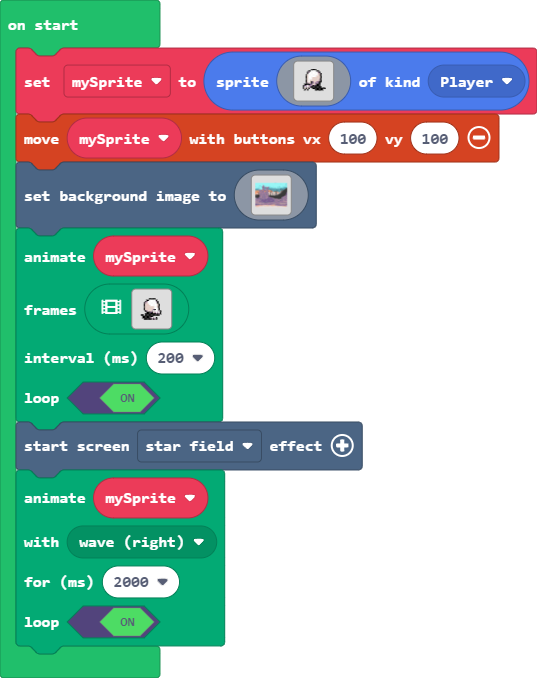 on start
set mySprite to sprite of kind Player
move mySprite with buttons vx 100 vy 100
set background image to
animate mySprite
frames
interval (ms) 200
loop ON
start screen star field effect
animate mySprite
with wave (right)
for (ms) 2000
loop ON